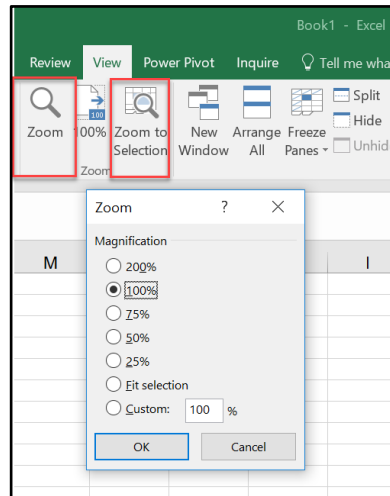 Book1 - Excel
Review View Power Pivot Inquire Tell me wha
Zoom 100% Zoom to Selection New Window Arrange All Freeze Panes Split
Hide
Unhid
Zoom
Zoom ? ×
Magnification
200%
100%
75%
50%
25%
Fit selection
Custom: 100 %
OK Cancel
M I